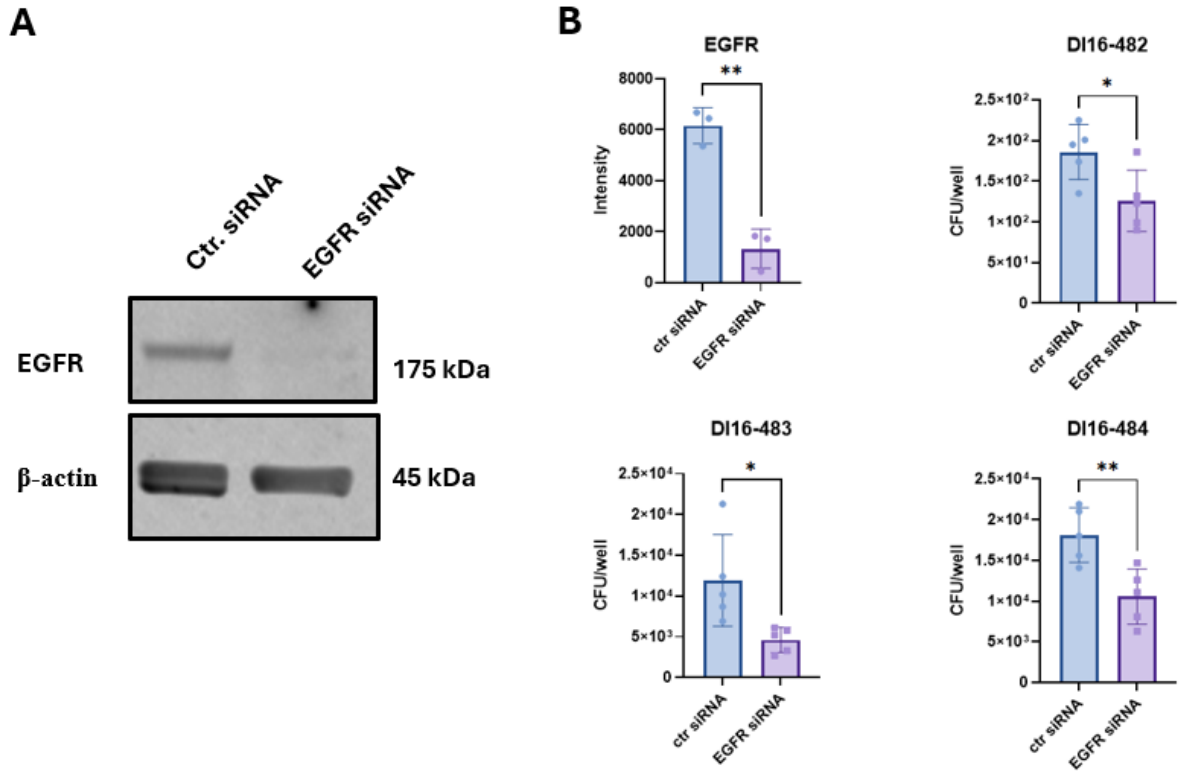 A
Ctr. siRNA
EGFR siRNA
EGFR
175 kDa
β-actin
45 kDa
B
EGFR
**
8000
6000
4000
2000
0
Intensity
ctr siRNA
EGFR siRNA
DI16-482
*
2.5×10²
2×10²
1.5×10²
1×10²
5×10¹
0
CFU/well
ctr siRNA
EGFR siRNA
DI16-483
*
2.5×10⁴
2×10⁴
1.5×10⁴
1×10⁴
5×10³
0
CFU/well
ctr siRNA
EGFR siRNA
DI16-484
**
2.5×10⁴
2×10⁴
1.5×10⁴
1×10⁴
5×10³
0
CFU/well
ctr siRNA
EGFR siRNA